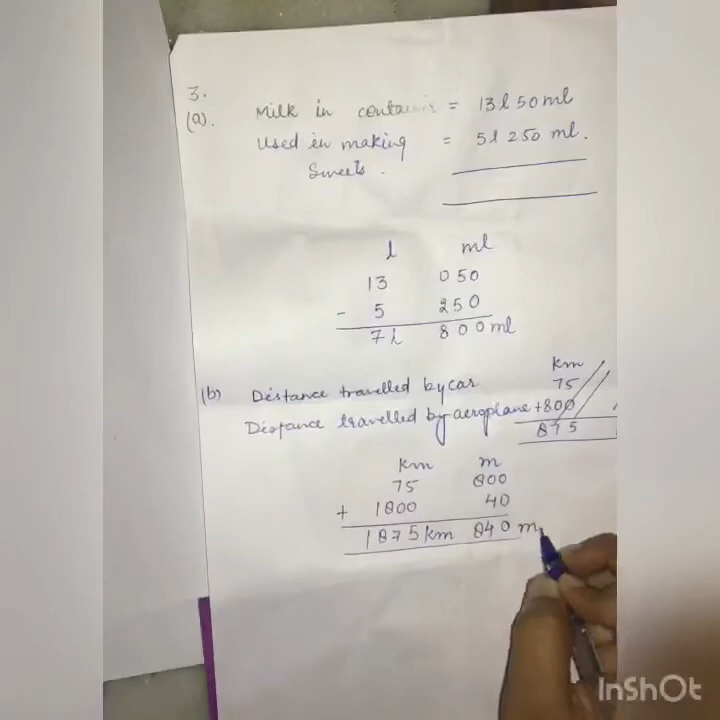 3.
(a). Milk in container = 13 l 50 ml
Used in making = 5 l 250 ml.
Sweets.
l ml
13 050
- 5 250
7 l 800 ml
(b) Distance travelled by car
km
75
Distance travelled by aeroplane +800
875
km m
75 800
+ 1800 40
1875 km 840 m
InShOt